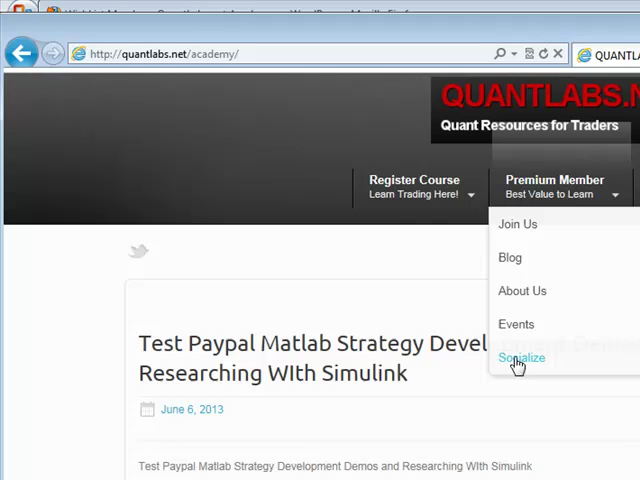 http://quantlabs.net/academy/
QUANTLA
QUANTLABS.N
Quant Resources for Traders
Register Course
Learn Trading Here!
Premium Member
Best Value to Learn
Join Us
Blog
About Us
Events
Socialize
Test Paypal Matlab Strategy Devel
Researching WIth Simulink
June 6, 2013
Test Paypal Matlab Strategy Development Demos and Researching WIth Simulink